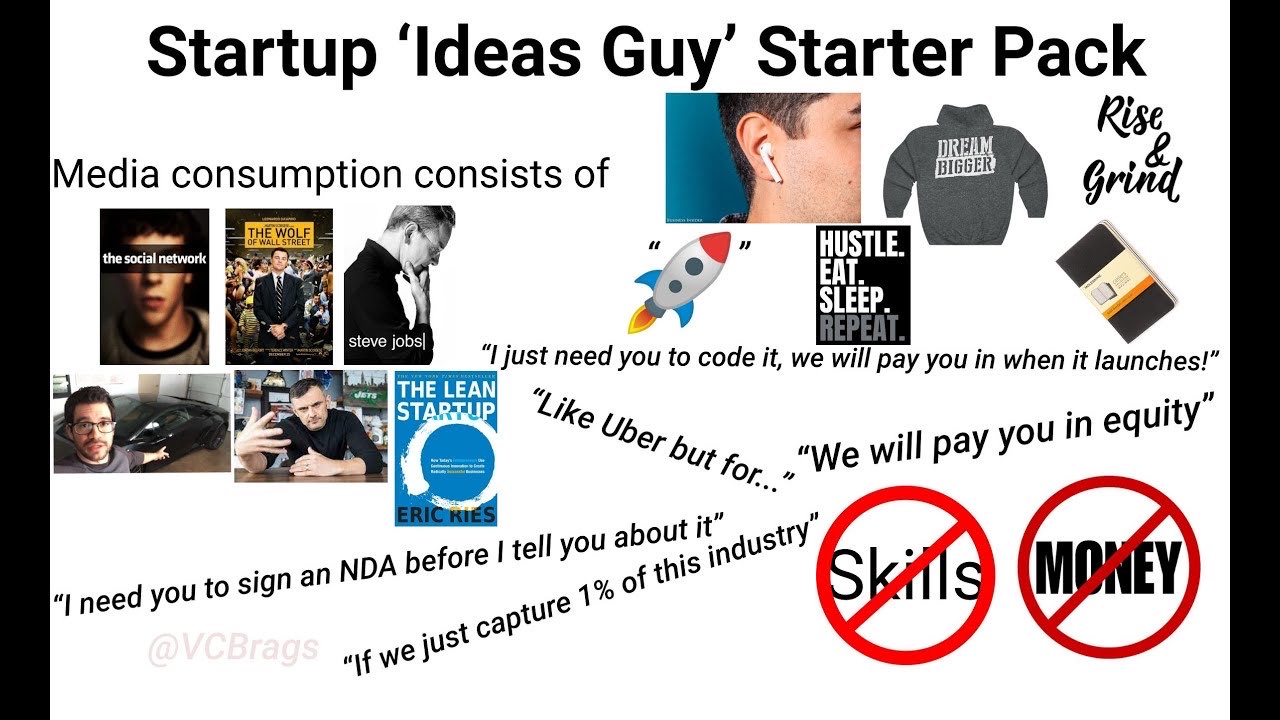 Startup ‘Ideas Guy’ Starter Pack
Media consumption consists of
the social network
THE WOLF
OF WALL STREET
steve jobs|
JETS
THE LEAN
STARTUP
ERIC RIES
DREAM
BIGGER
Rise
&
Grind
“ ”
HUSTLE.
EAT.
SLEEP.
REPEAT.
“I just need you to code it, we will pay you in when it launches!”
“Like Uber but for...”
“We will pay you in equity”
“I need you to sign an NDA before I tell you about it”
“If we just capture 1% of this industry”
Skills
MONEY
@VCBrags